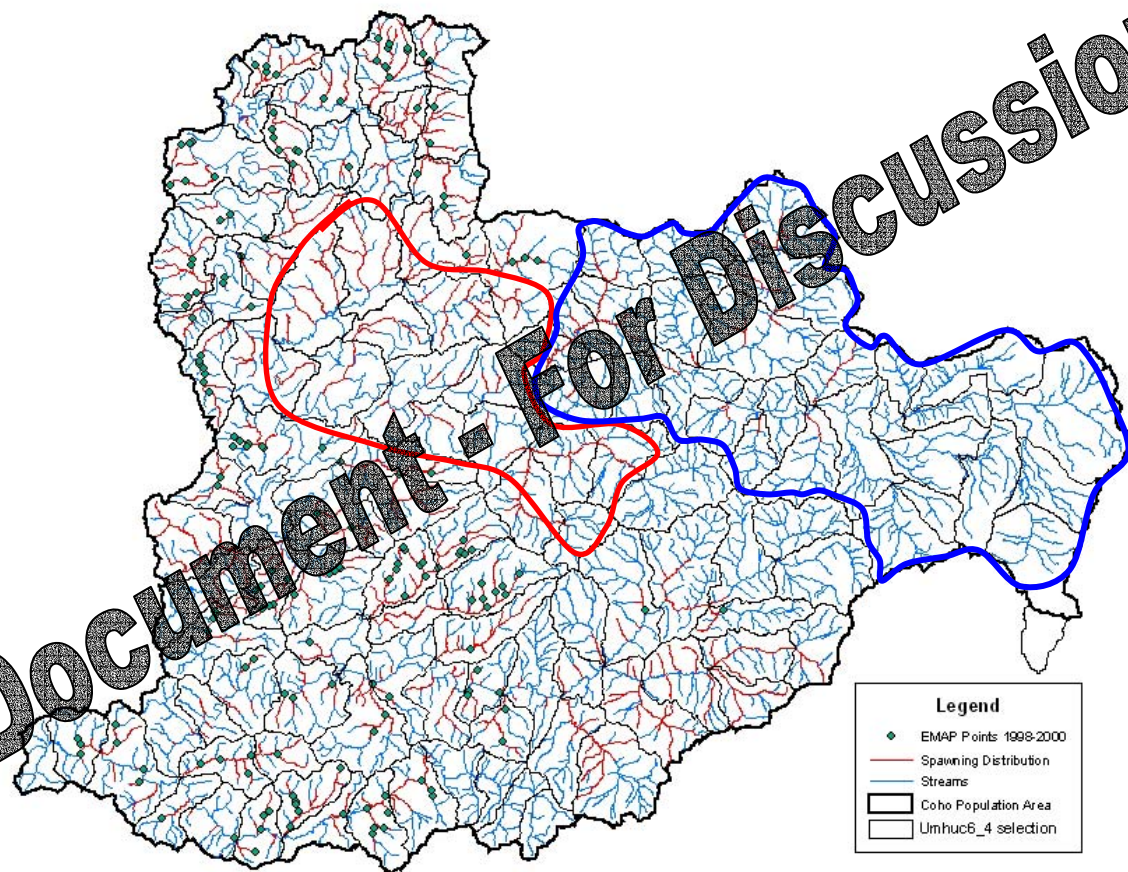 Document - For Discussion
Legend
EMAP Points 1998-2000
Spawning Distribution
Streams
Coho Population Area
Umhuc6_4 selection